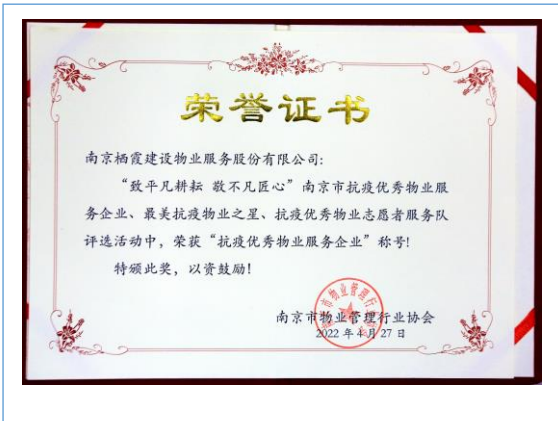 荣誉证书
南京栖霞建设物业服务股份有限公司:
“致平凡耕耘 敬不凡匠心”南京市抗疫优秀物业服
务企业、最美抗疫物业之星、抗疫优秀物业志愿者服务队
评选活动中，荣获“抗疫优秀物业服务企业”称号!
特颁此奖，以资鼓励!
南京市物业管理行业协会
2022年4月27日